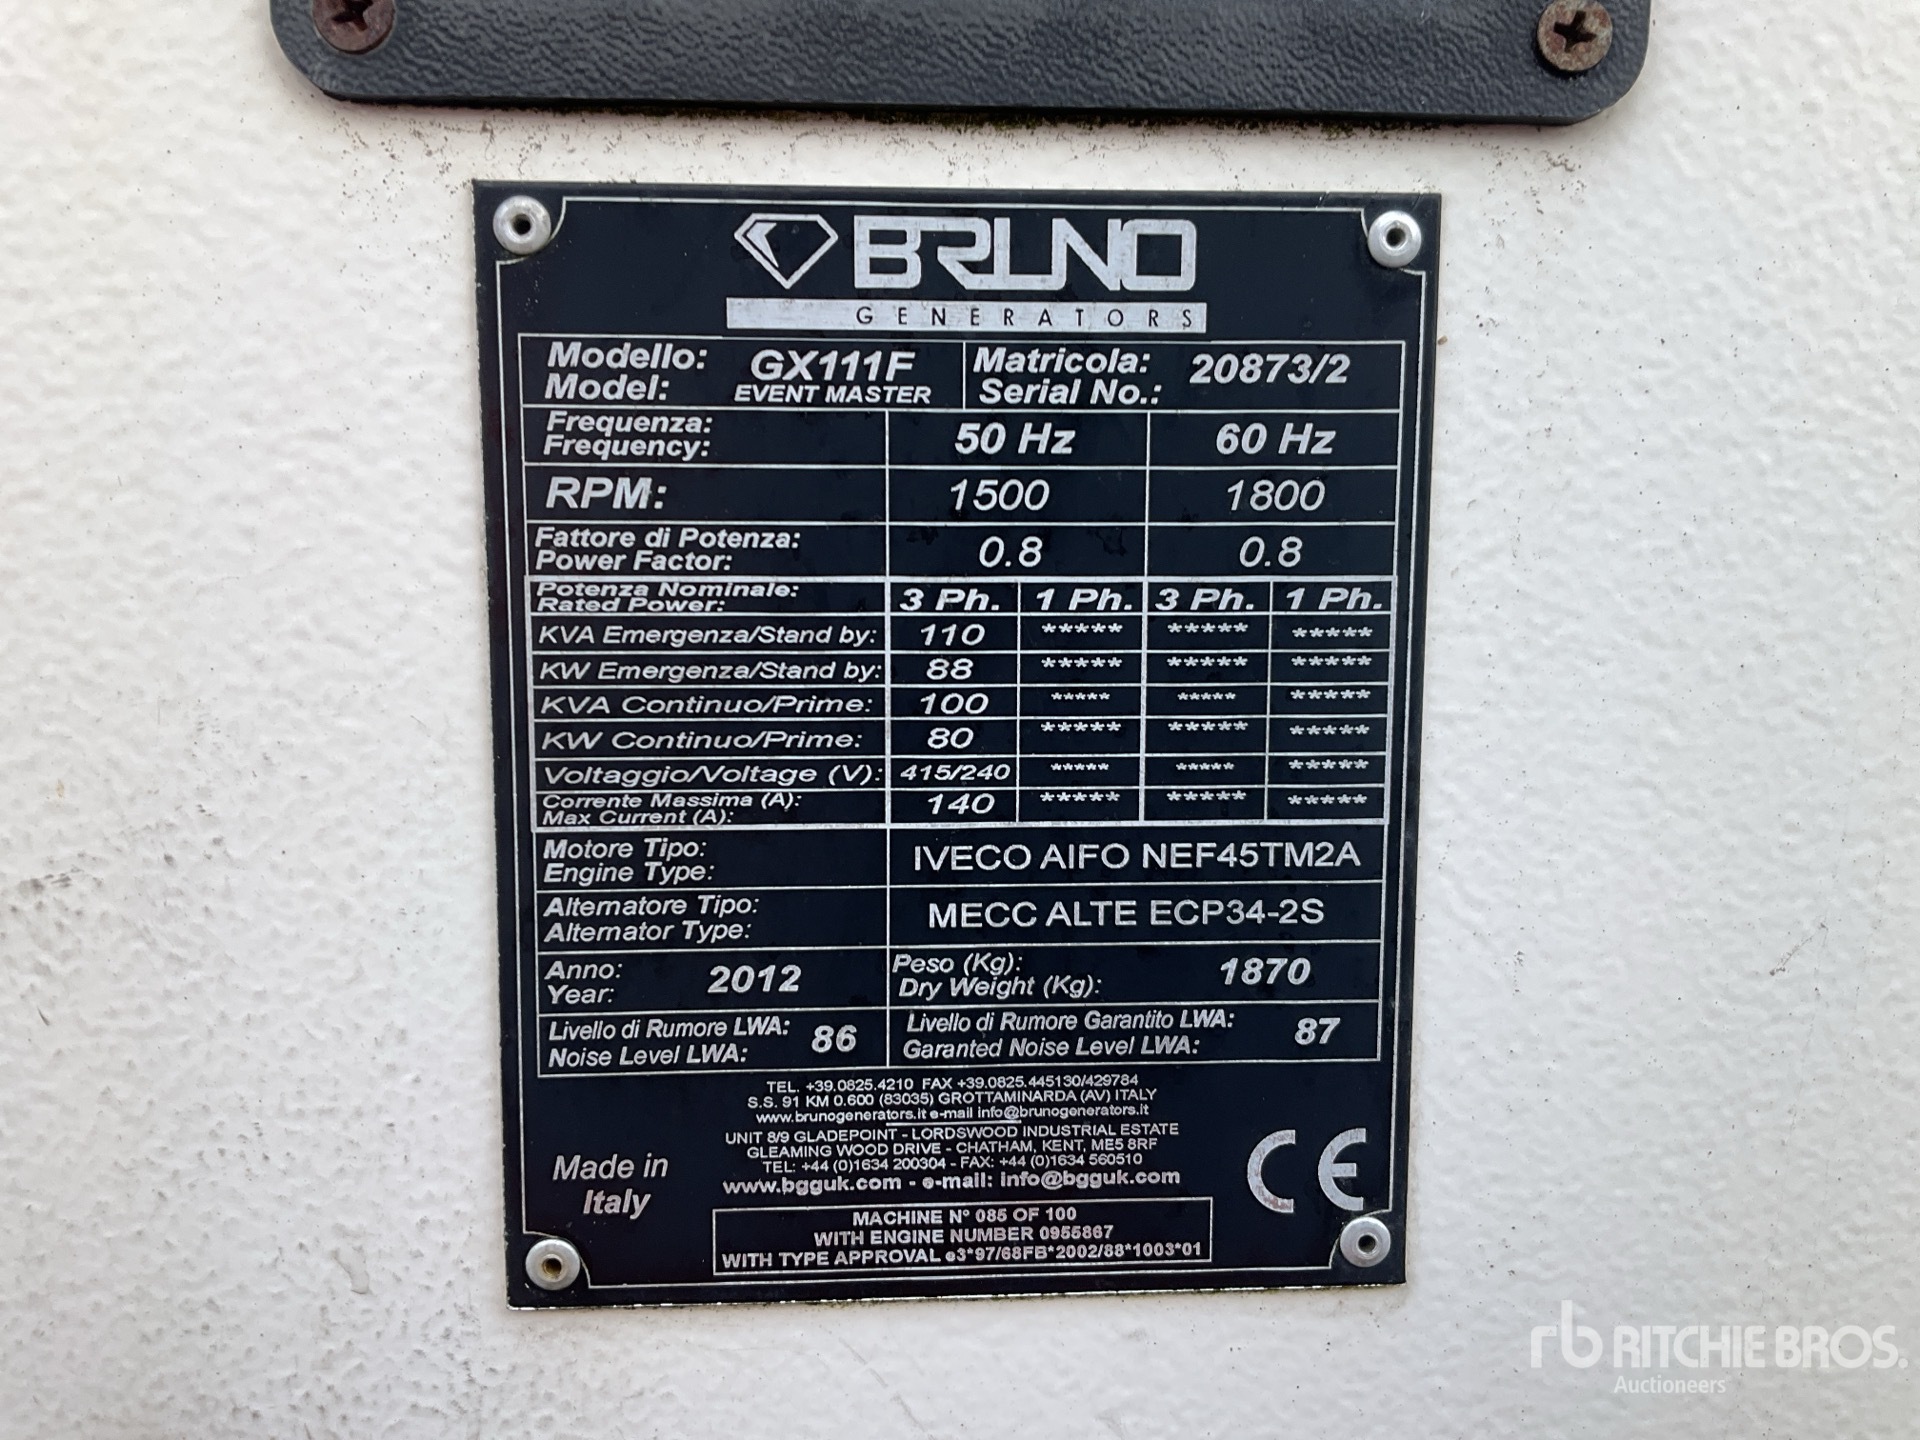 BRUNO
GENERATORS
Modello: GX111F Matricola: 20873/2
Model: EVENT MASTER Serial No.:
Frequenza: 50 Hz 60 Hz
Frequency:
RPM: 1500 1800
Fattore di Potenza: 0.8 0.8
Power Factor:
Potenza Nominale: 3 Ph. 1 Ph. 3 Ph. 1 Ph.
Rated Power:
KVA Emergenza/Stand by: 110 ***** ***** *****
KW Emergenza/Stand by: 88 ***** ***** *****
KVA Continuo/Prime: 100 ***** ***** *****
KW Continuo/Prime: 80 ***** ***** *****
Voltaggio/Voltage (V): 415/240 ***** ***** *****
Corrente Massima (A): 140 ***** ***** *****
Max Current (A):
Motore Tipo: IVECO AIFO NEF45TM2A
Engine Type:
Alternatore Tipo: MECC ALTE ECP34-2S
Alternator Type:
Anno: 2012 Peso (Kg): 1870
Year: Dry Weight (Kg):
Livello di Rumore LWA: 86 Livello di Rumore Garantito LWA: 87
Noise Level LWA: Garanted Noise Level LWA:
TEL. +39.0825.4210 FAX +39.0825.445130/429784
S.S. 91 KM 0.600 (83035) GROTTAMINARDA (AV) ITALY
www.brunogenerators.it e-mail info@brunogenerators.it
UNIT 8/9 GLADEPOINT - LORDSWOOD INDUSTRIAL ESTATE
GLEAMING WOOD DRIVE - CHATHAM, KENT, ME5 8RF
TEL: +44 (0)1634 200304 - FAX: +44 (0)1634 560510
www.bgguk.com - e-mail: info@bgguk.com
Made in
Italy
CE
MACHINE N° 085 OF 100
WITH ENGINE NUMBER 0955867
WITH TYPE APPROVAL e3*97/68FB*2002/88*1003*01
rb RITCHIE BROS.
Auctioneers